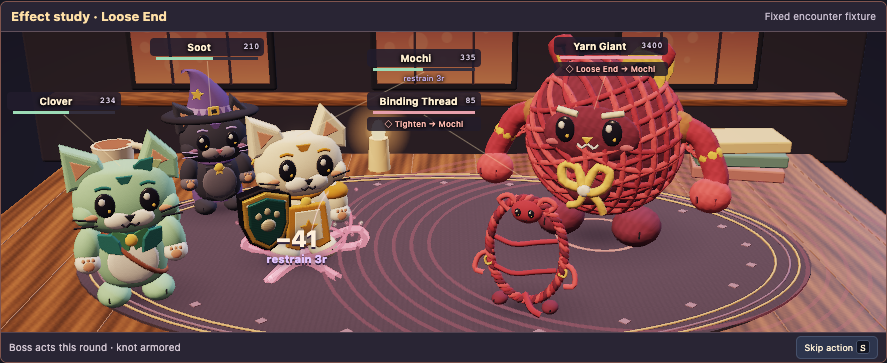 Effect study · Loose End
Fixed encounter fixture
Soot 210
Yarn Giant 3400
◇ Loose End → Mochi
Mochi 335
restrain 3r
Clover 234
Binding Thread 85
◇ Tighten → Mochi
−41
restrain 3r
Boss acts this round · knot armored
Skip action S